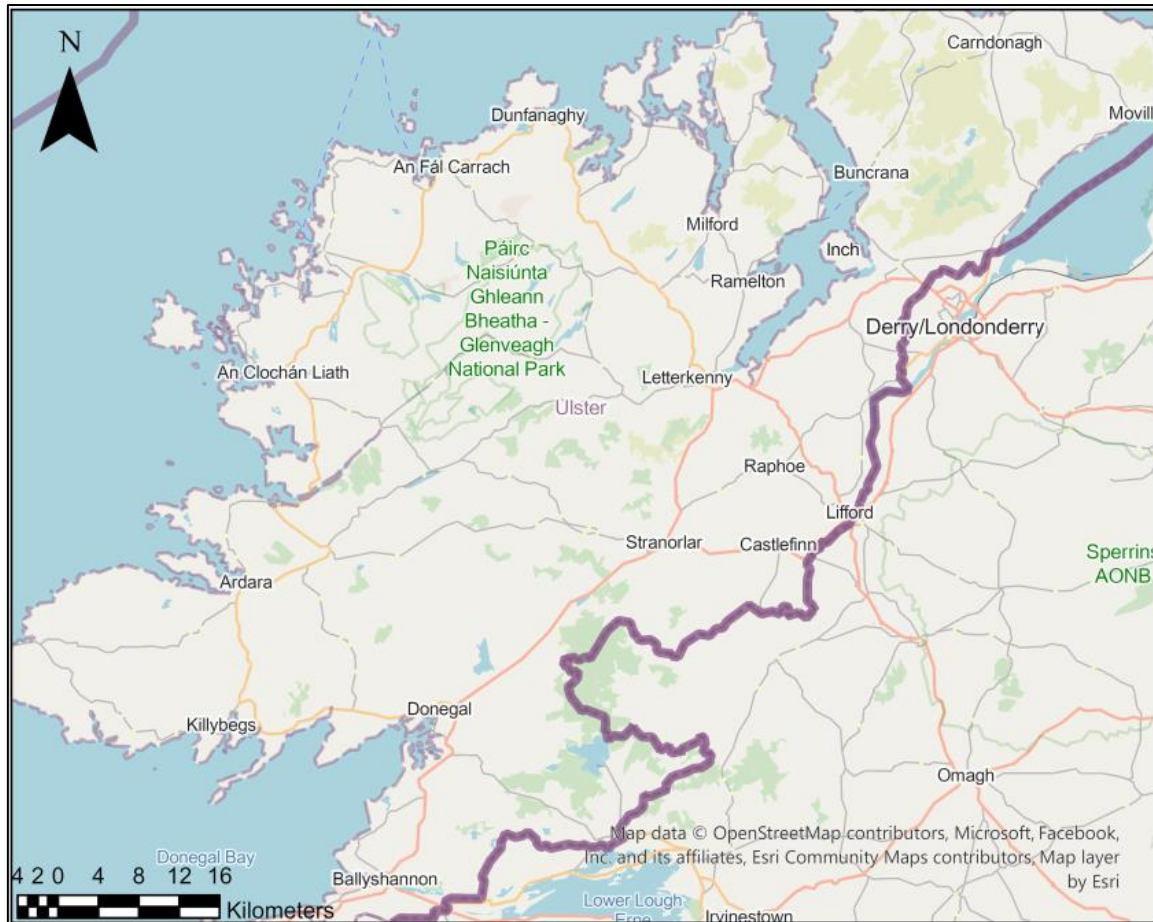 N
Carndonagh
Dunfanaghy
Movill
An Fál Carrach
Buncrana
Milford
Inch
Páirc
Naisiúnta
Ghleann
Bheatha -
Glenveagh
National Park
Ramelton
Derry/Londonderry
An Clochán Liath
Letterkenny
Ulster
Raphoe
Lifford
Stranorlar
Castlefinn
Sperrins
AONB
Ardara
Donegal
Killybegs
Omagh
Map data © OpenStreetMap contributors, Microsoft, Facebook,
Inc. and its affiliates, Esri Community Maps contributors, Map layer
by Esri
Donegal Bay
Ballyshannon
4 2 0 4 8 12 16
Kilometers
Lower Lough
Erne
Irvinestown